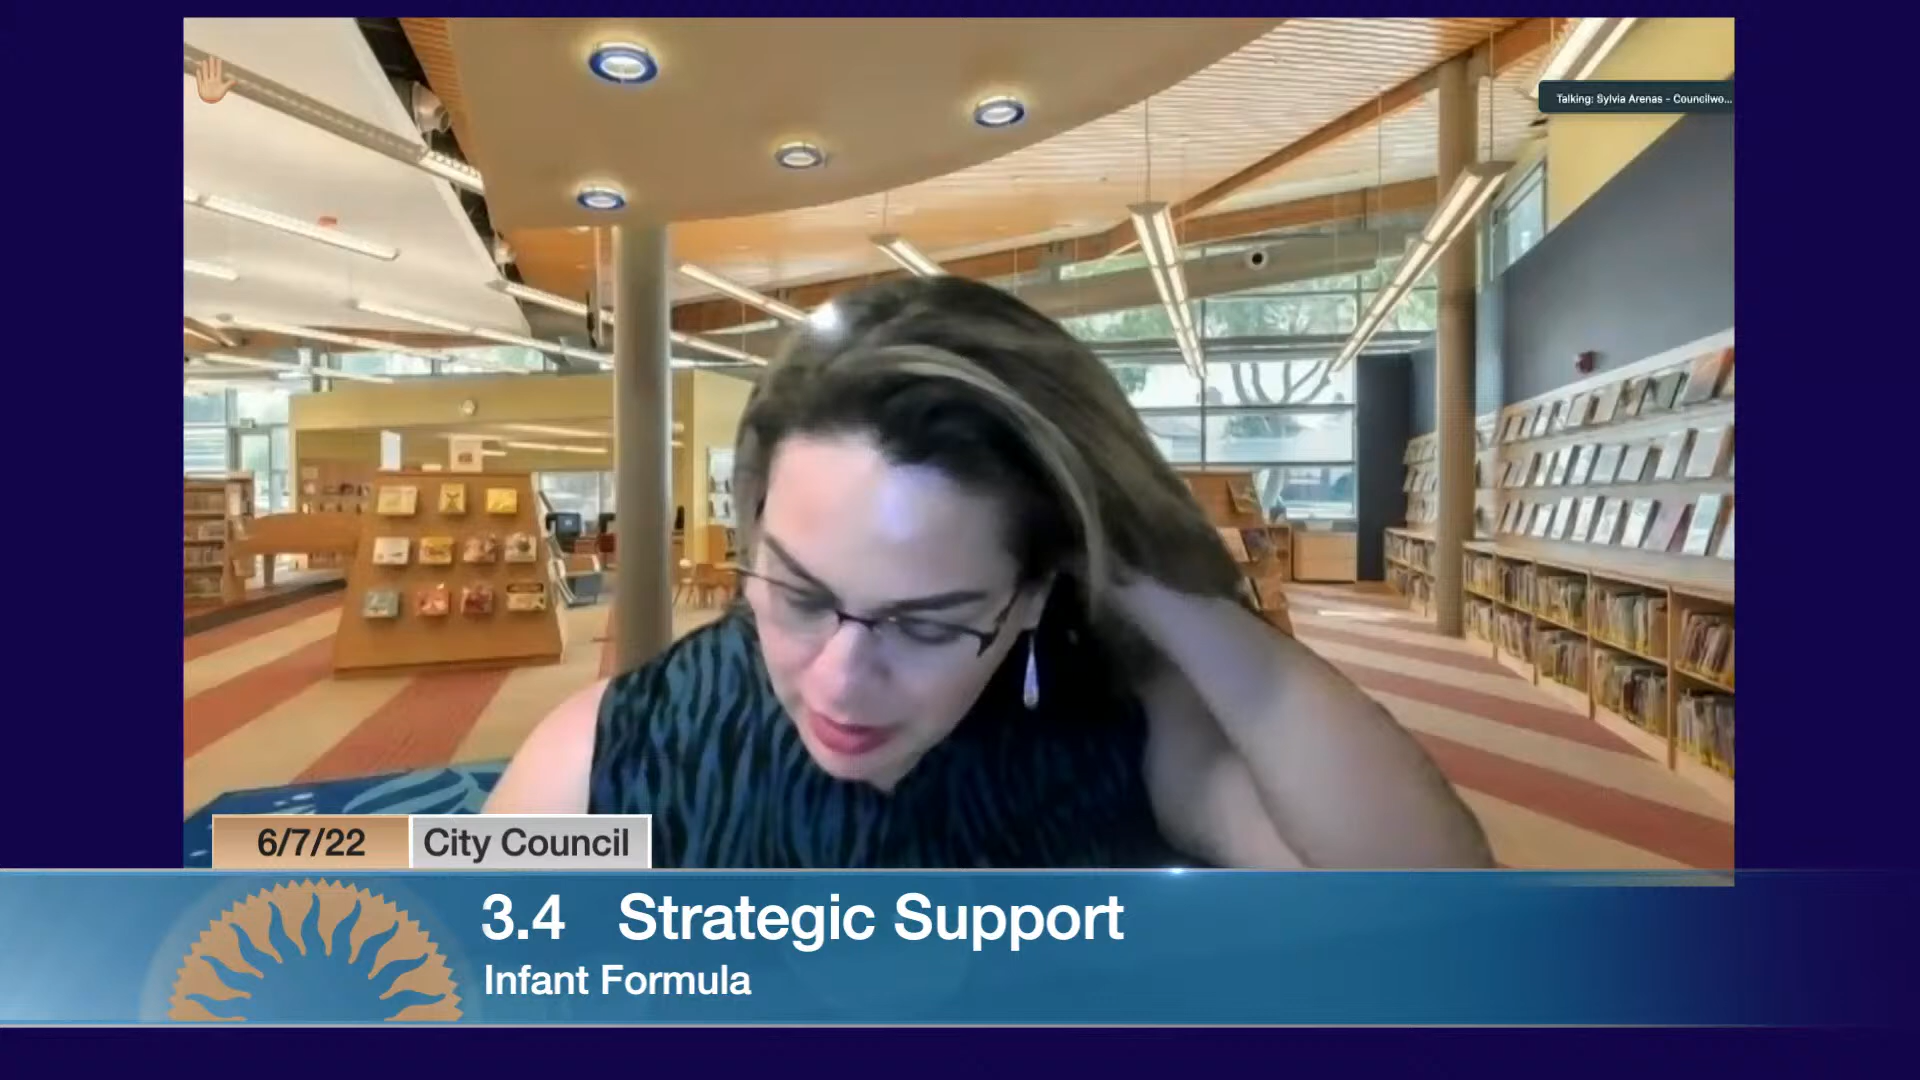 Talking: Sylvia Arenas - Councilwo...
6/7/22 City Council
3.4 Strategic Support
Infant Formula